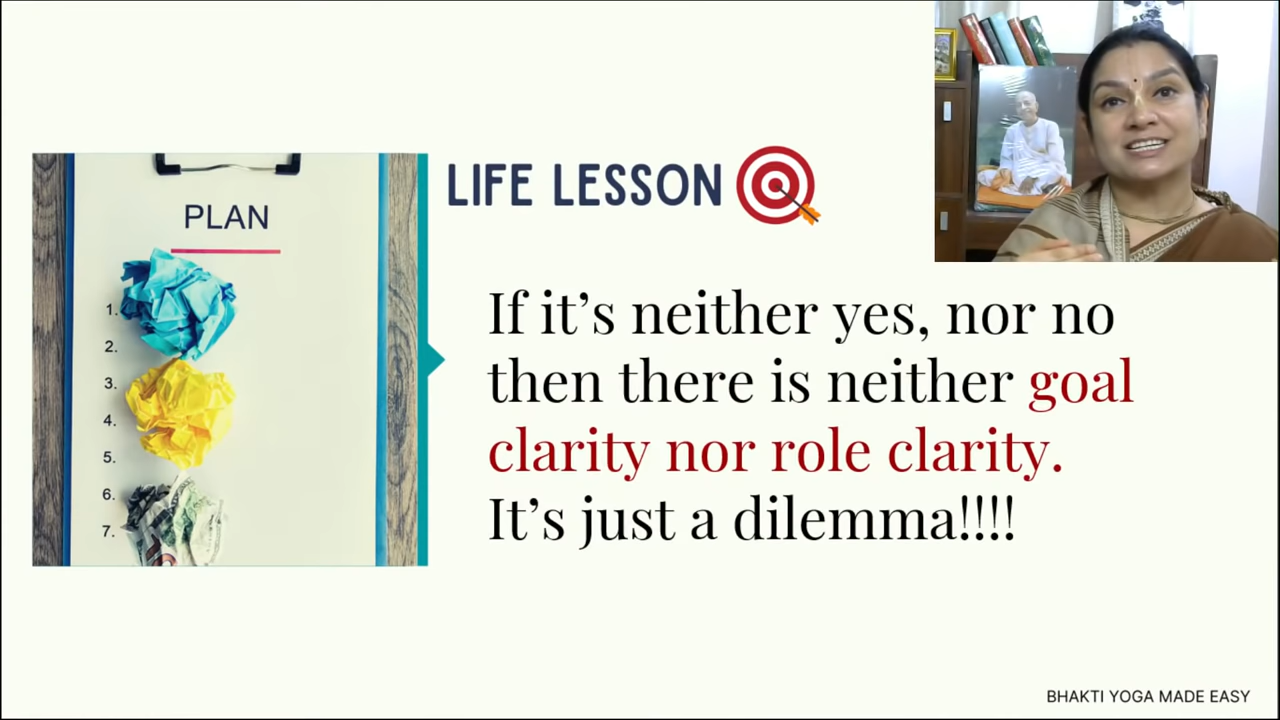 PLAN
1.
2.
3.
4.
5.
6.
7.
LIFE LESSON
If it’s neither yes, nor no
then there is neither goal
clarity nor role clarity.
It’s just a dilemma!!!!
BHAKTI YOGA MADE EASY